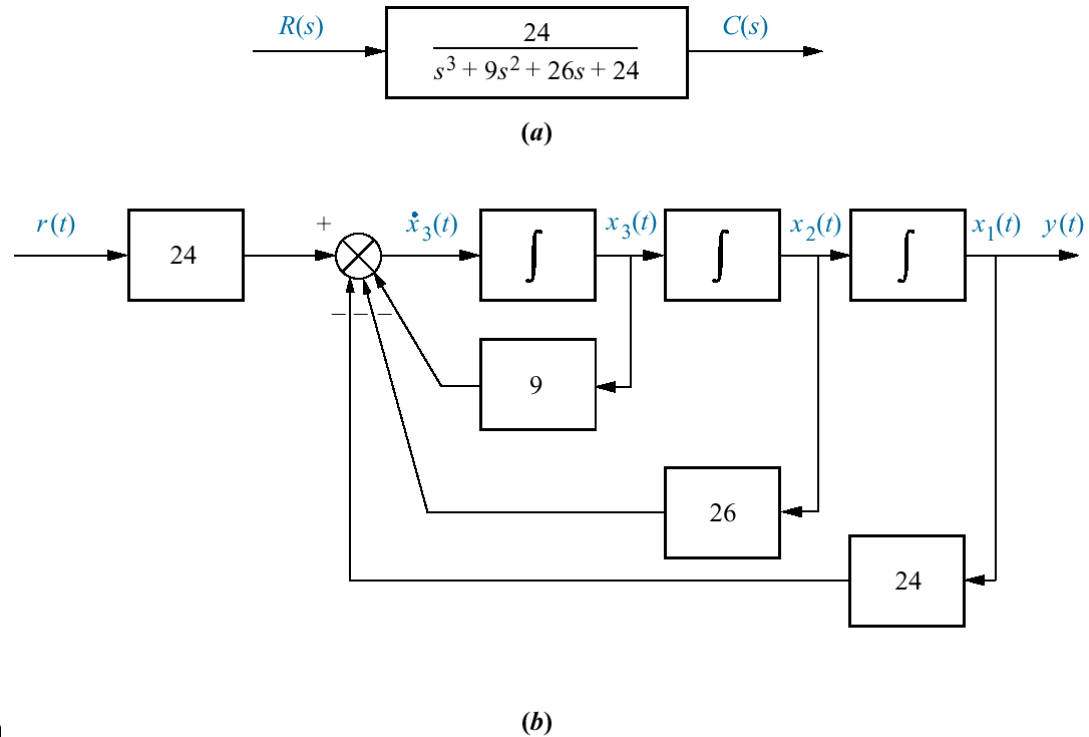 R(s)
24
s³ + 9s² + 26s + 24
C(s)
(a)
r(t)
24
+
ẋ₃(t)
∫
x₃(t)
∫
x₂(t)
∫
x₁(t)
y(t)
– – –
9
26
24
(b)